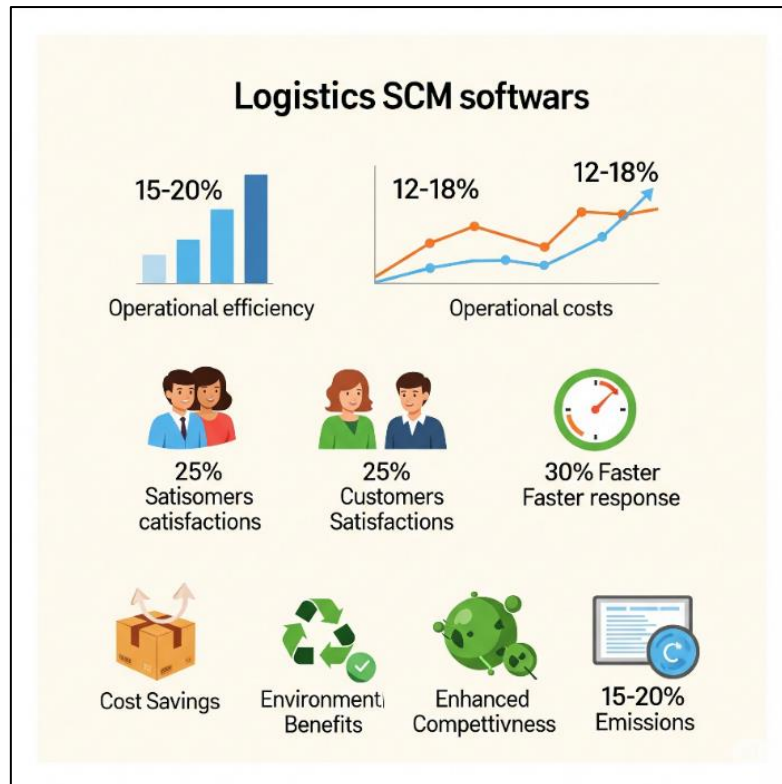 Logistics SCM softwars
15-20%
Operational efficiency
12-18%
12-18%
Operational costs
25%
Satisomers
catisfactions
25%
Customers
Satisfactions
30% Faster
Faster response
Cost Savings
Environment
Benefits
Enhanced
Compettivness
15-20%
Emissions